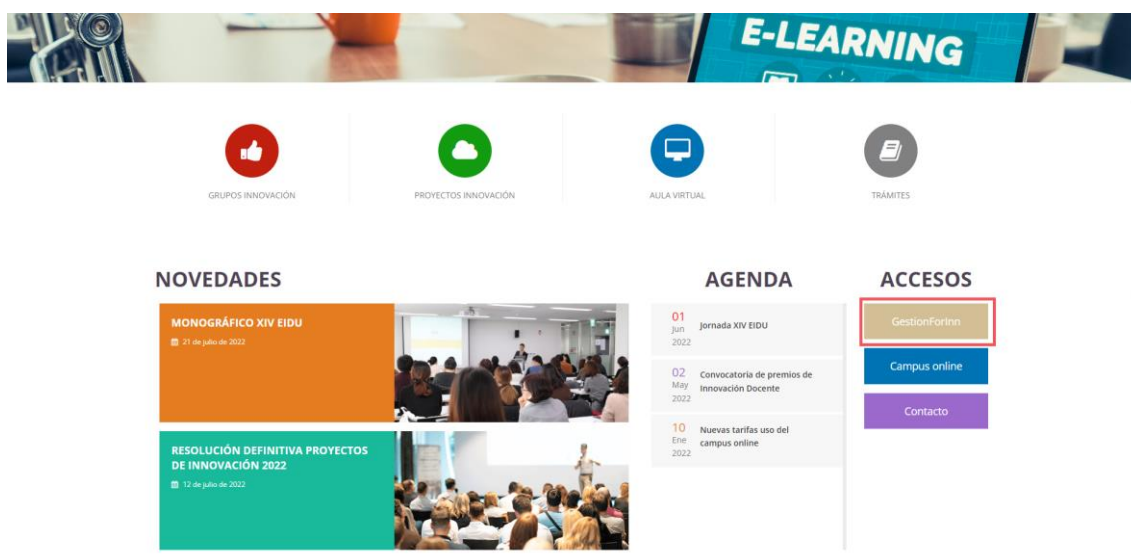 E-LEARNING
GRUPOS INNOVACIÓN
PROYECTOS INNOVACIÓN
AULA VIRTUAL
TRÁMITES
NOVEDADES
MONOGRÁFICO XIV EIDU
21 de julio de 2022
RESOLUCIÓN DEFINITIVA PROYECTOS
DE INNOVACIÓN 2022
12 de julio de 2022
AGENDA
01
Jun
2022
Jornada XIV EIDU
02
May
2022
Convocatoria de premios de
Innovación Docente
10
Ene
2022
Nuevas tarifas uso del
campus online
ACCESOS
GestionForInn
Campus online
Contacto